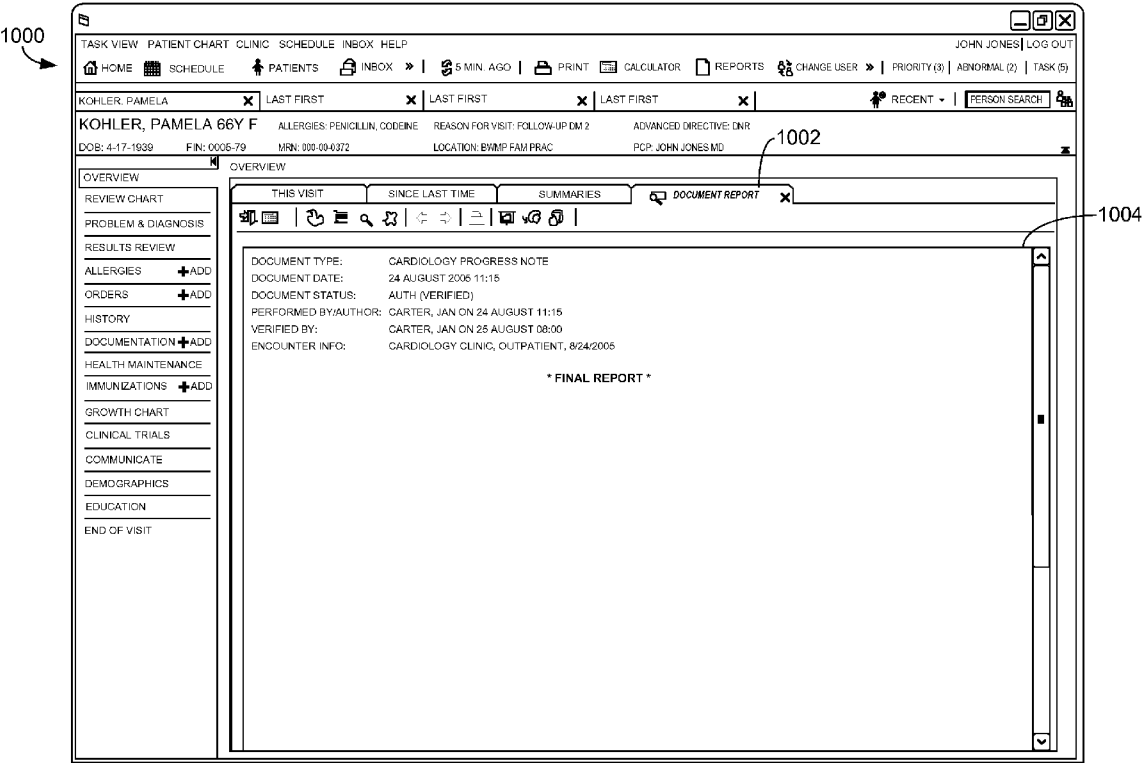 1000
TASK VIEW PATIENT CHART CLINIC SCHEDULE INBOX HELP JOHN JONES LOG OUT
HOME SCHEDULE PATIENTS INBOX » 5 MIN. AGO PRINT CALCULATOR REPORTS CHANGE USER » PRIORITY (3) ABNORMAL (2) TASK (5)
KOHLER, PAMELA LAST FIRST LAST FIRST LAST FIRST RECENT PERSON SEARCH
KOHLER, PAMELA 66Y F ALLERGIES: PENICILLIN, CODEINE REASON FOR VISIT: FOLLOW-UP DM 2 ADVANCED DIRECTIVE: DNR
1002
DOB: 4-17-1939 FIN: 0005-79 MRN: 000-00-0372 LOCATION: BWMP FAM PRAC PCP: JOHN JONES MD
OVERVIEW
OVERVIEW
REVIEW CHART
PROBLEM & DIAGNOSIS
RESULTS REVIEW
ALLERGIES +ADD
ORDERS +ADD
HISTORY
DOCUMENTATION +ADD
HEALTH MAINTENANCE
IMMUNIZATIONS +ADD
GROWTH CHART
CLINICAL TRIALS
COMMUNICATE
DEMOGRAPHICS
EDUCATION
END OF VISIT
THIS VISIT SINCE LAST TIME SUMMARIES DOCUMENT REPORT
1004
DOCUMENT TYPE: CARDIOLOGY PROGRESS NOTE
DOCUMENT DATE: 24 AUGUST 2005 11:15
DOCUMENT STATUS: AUTH (VERIFIED)
PERFORMED BY/AUTHOR: CARTER, JAN ON 24 AUGUST 11:15
VERIFIED BY: CARTER, JAN ON 25 AUGUST 08:00
ENCOUNTER INFO: CARDIOLOGY CLINIC, OUTPATIENT, 8/24/2005
* FINAL REPORT *